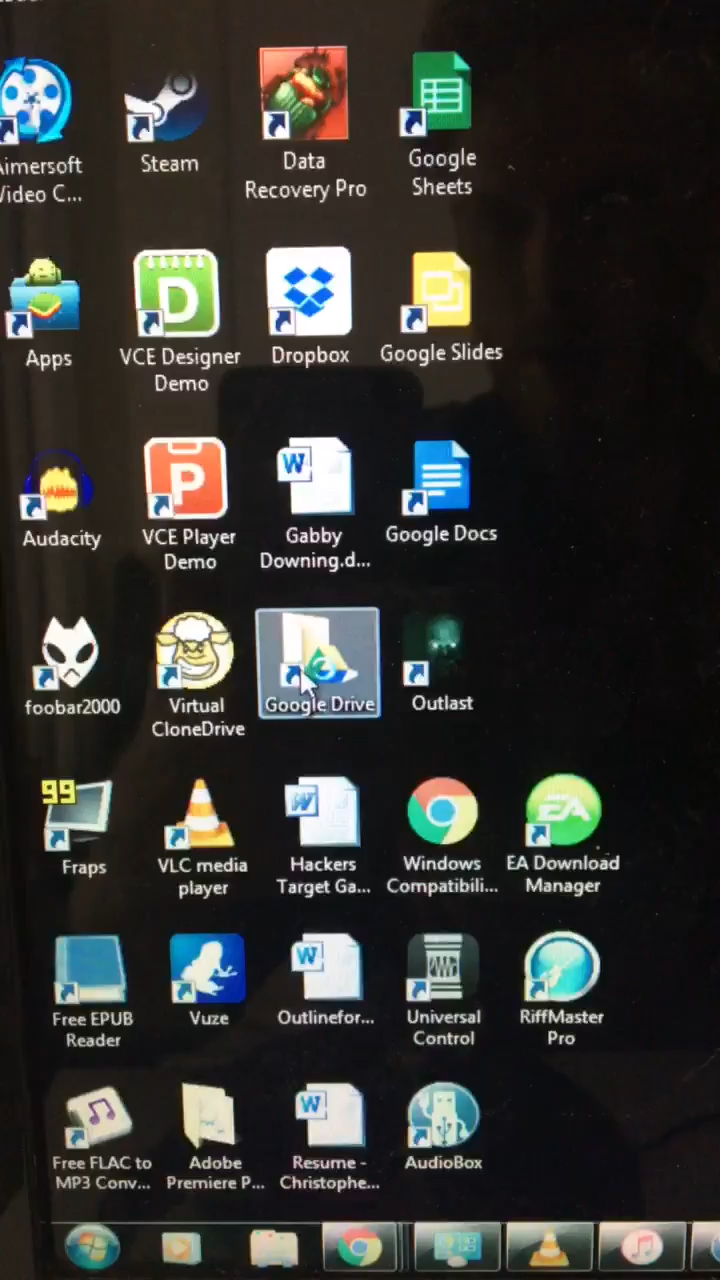 Aimersoft
Video C...
Steam
Data
Recovery Pro
Google
Sheets
Apps
D
VCE Designer
Demo
Dropbox
Google Slides
Audacity
P
VCE Player
Demo
W
Gabby
Downing.d...
Google Docs
foobar2000
Virtual
CloneDrive
Google Drive
Outlast
99
Fraps
VLC media
player
W
Hackers
Target Ga...
Windows
Compatibili...
EA
EA Download
Manager
Free EPUB
Reader
Vuze
W
Outlinefor...
Universal
Control
RiffMaster
Pro
Free FLAC to
MP3 Conv...
Adobe
Premiere P...
W
Resume -
Christophe...
AudioBox